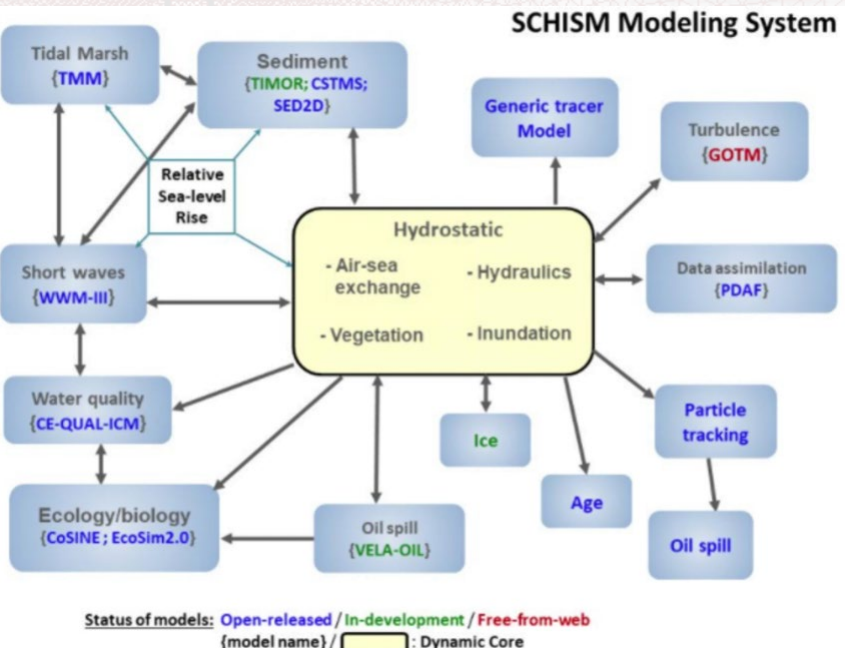 SCHISM Modeling System
Tidal Marsh
{TMM}
Sediment
{TIMOR; CSTMS;
SED2D}
Generic tracer
Model
Turbulence
{GOTM}
Relative
Sea-level
Rise
Hydrostatic
- Air-sea
exchange
- Hydraulics
- Vegetation
- Inundation
Short waves
{WWM-III}
Data assimilation
{PDAF}
Water quality
{CE-QUAL-ICM}
Ice
Particle
tracking
Ecology/biology
{CoSINE; EcoSim2.0}
Oil spill
{VELA-OIL}
Age
Oil spill
Status of models: Open-released / In-development / Free-from-web
{model name} / : Dynamic Core